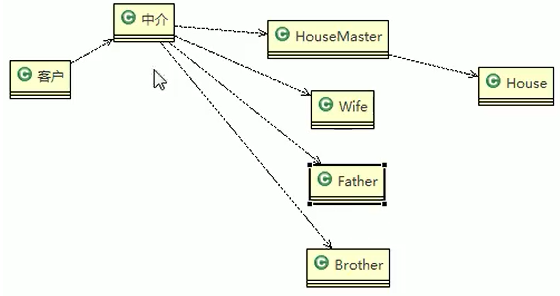 中介
HouseMaster
客户
House
Wife
Father
Brother